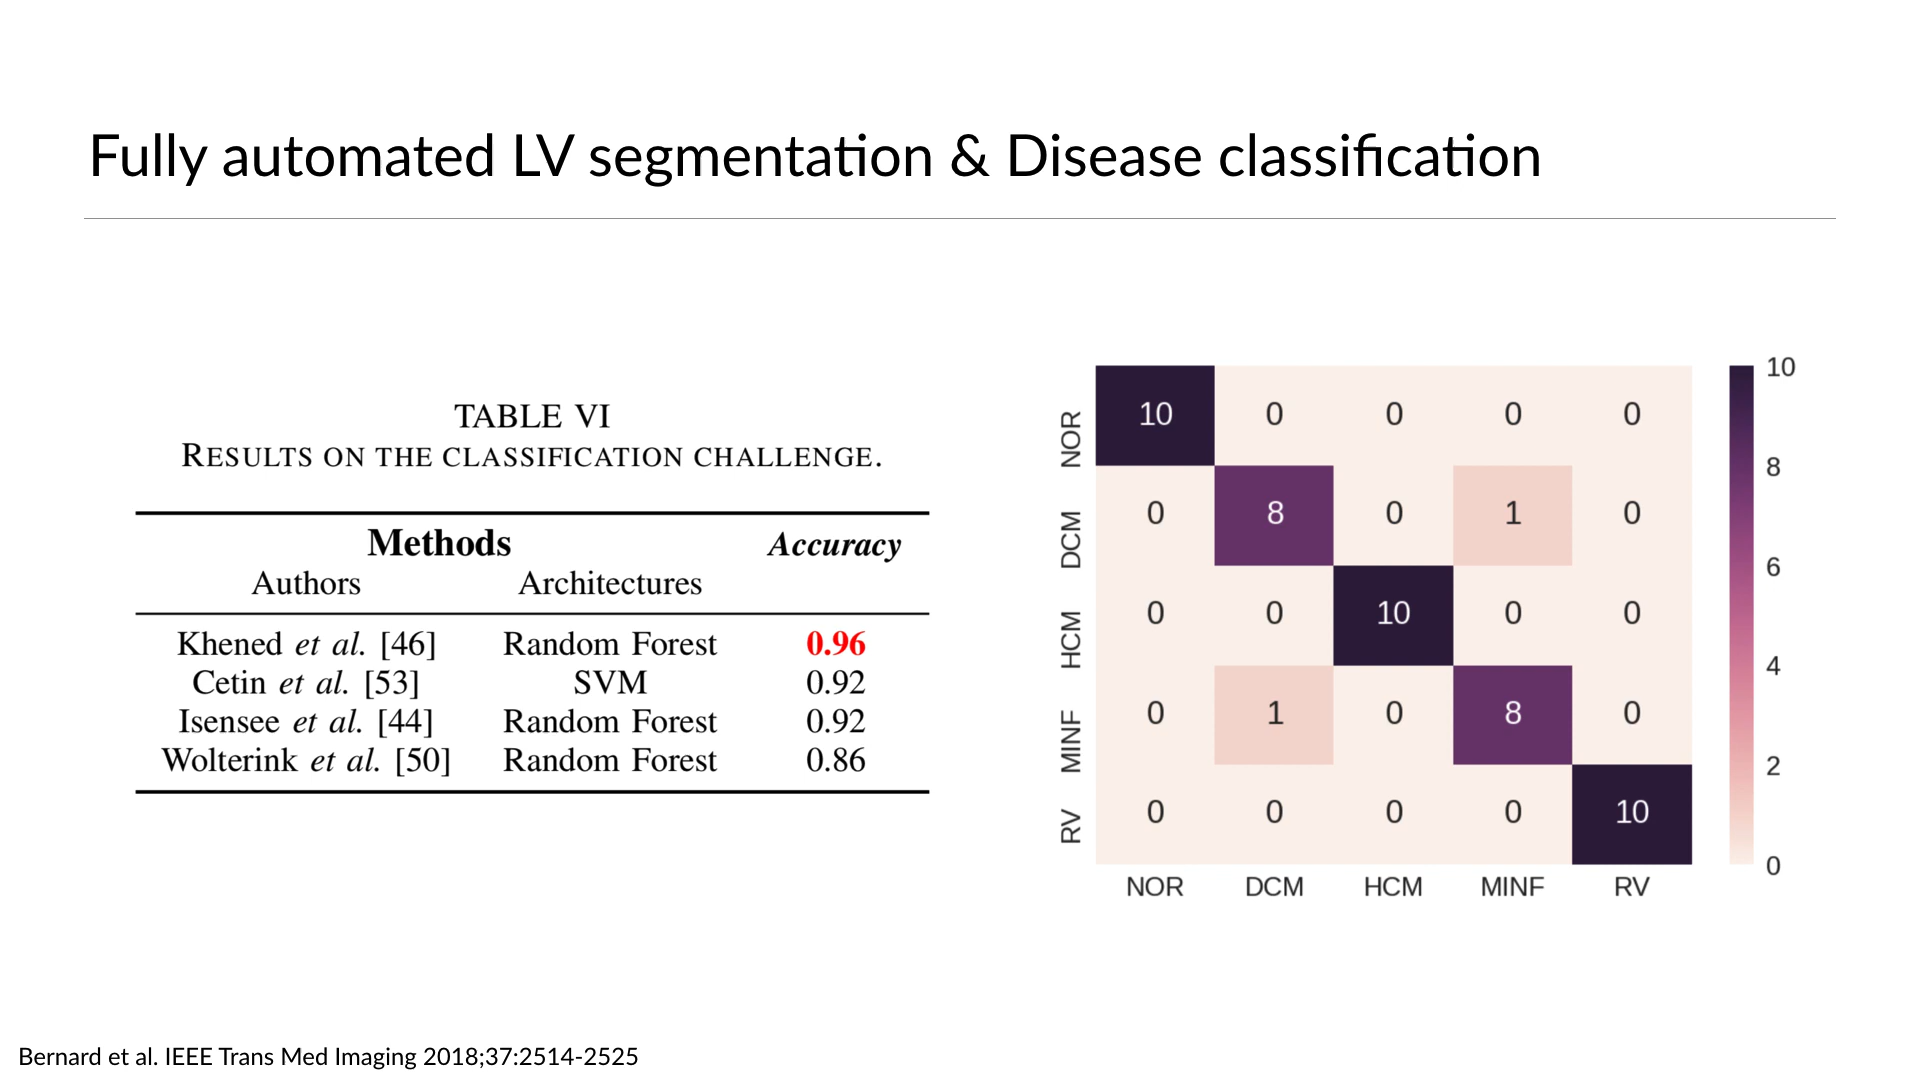 Fully automated LV segmentation & Disease classification
TABLE VI
RESULTS ON THE CLASSIFICATION CHALLENGE.
Methods Accuracy
Authors Architectures
Khened et al. [46] Random Forest 0.96
Cetin et al. [53] SVM 0.92
Isensee et al. [44] Random Forest 0.92
Wolterink et al. [50] Random Forest 0.86
NOR 10 0 0 0 0
DCM 0 8 0 1 0
HCM 0 0 10 0 0
MINF 0 1 0 8 0
RV 0 0 0 0 10
NOR DCM HCM MINF RV
10
8
6
4
2
0
Bernard et al. IEEE Trans Med Imaging 2018;37:2514-2525